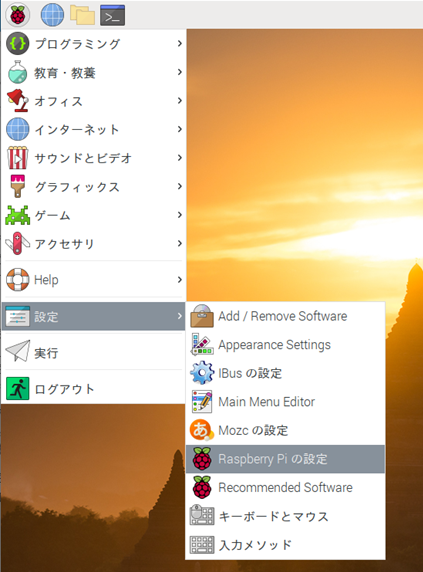 プログラミング
教育・教養
オフィス
インターネット
サウンドとビデオ
グラフィックス
ゲーム
アクセサリ
Help
設定
実行
ログアウト
Add / Remove Software
Appearance Settings
IBus の設定
Main Menu Editor
Mozc の設定
Raspberry Pi の設定
Recommended Software
キーボードとマウス
入力メソッド